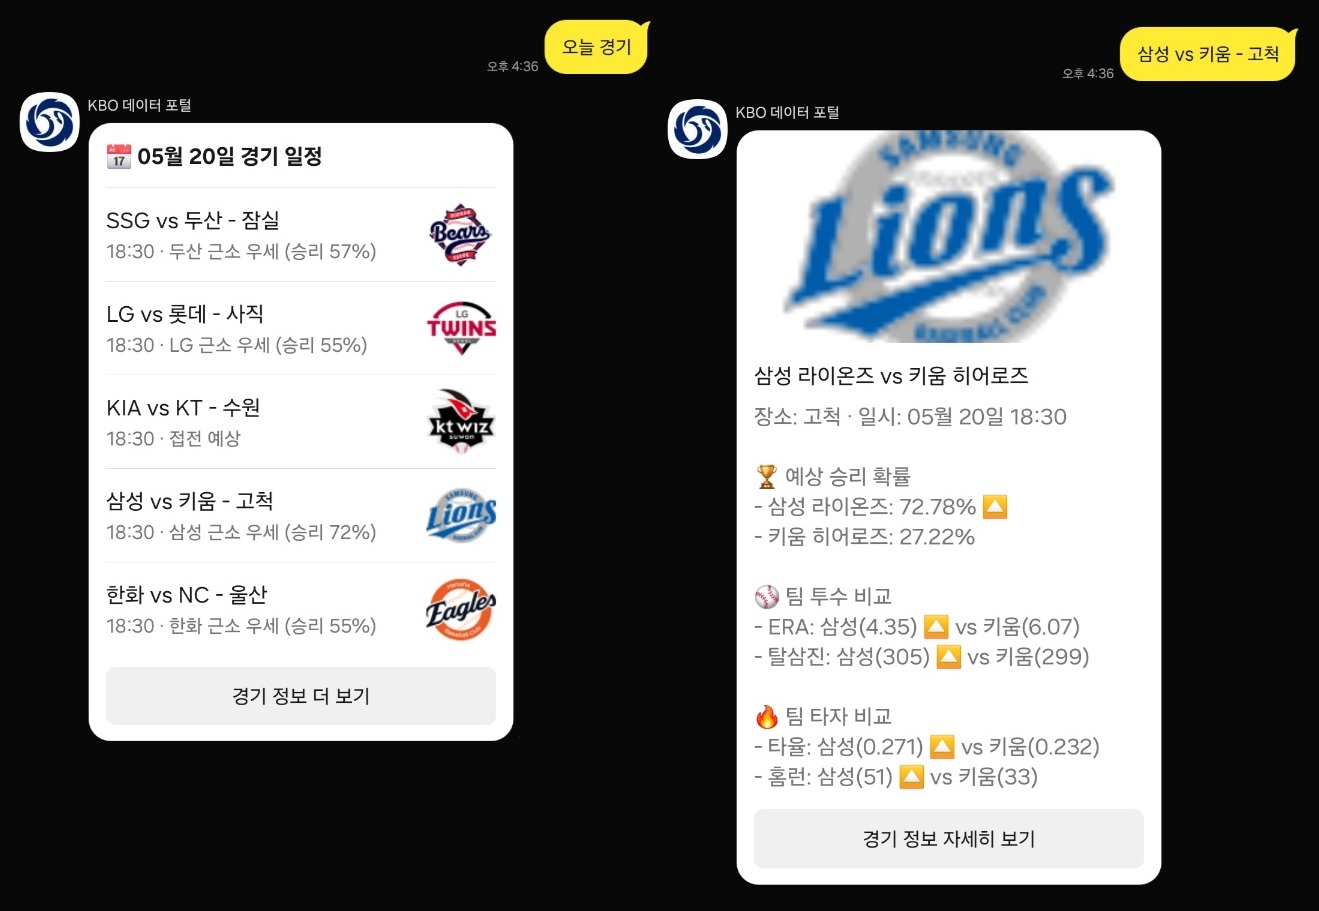 오늘 경기
오후 4:36
KBO 데이터 포털
17 05월 20일 경기 일정
SSG vs 두산 - 잠실
18:30 · 두산 근소 우세 (승리 57%)
Bears
LG vs 롯데 - 사직
18:30 · LG 근소 우세 (승리 55%)
LG
TWINS
KIA vs KT - 수원
18:30 · 접전 예상
kt wiz
SUWON
삼성 vs 키움 - 고척
18:30 · 삼성 근소 우세 (승리 72%)
SAMSUNG
Lions
BASEBALL CLUB
한화 vs NC - 울산
18:30 · 한화 근소 우세 (승리 55%)
Eagles
경기 정보 더 보기
삼성 vs 키움 - 고척
오후 4:36
KBO 데이터 포털
SAMSUNG
Lions
BASEBALL CLUB
삼성 라이온즈 vs 키움 히어로즈
장소: 고척 · 일시: 05월 20일 18:30
🏆 예상 승리 확률
- 삼성 라이온즈: 72.78% 🔼
- 키움 히어로즈: 27.22%
⚾ 팀 투수 비교
- ERA: 삼성(4.35) 🔼 vs 키움(6.07)
- 탈삼진: 삼성(305) 🔼 vs 키움(299)
🔥 팀 타자 비교
- 타율: 삼성(0.271) 🔼 vs 키움(0.232)
- 홈런: 삼성(51) 🔼 vs 키움(33)
경기 정보 자세히 보기